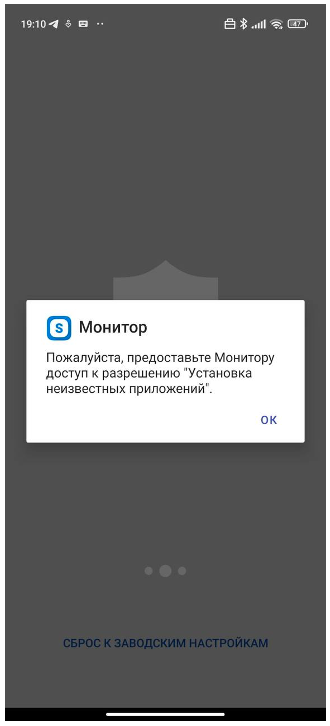 19:10
47
S
Монитор
Пожалуйста, предоставьте Монитору
доступ к разрешению "Установка
неизвестных приложений".
ОК
СБРОС К ЗАВОДСКИМ НАСТРОЙКАМ